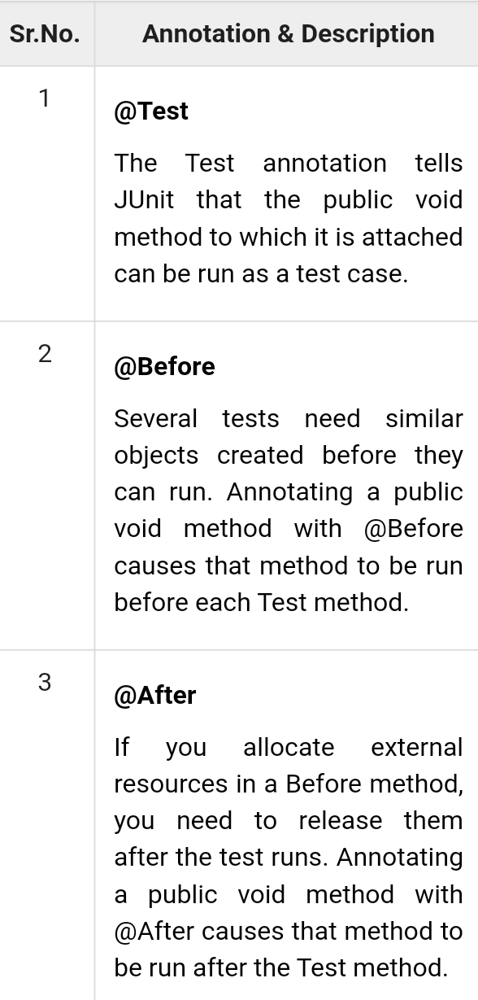 Sr.No. Annotation & Description
1
@Test
The Test annotation tells
JUnit that the public void
method to which it is attached
can be run as a test case.
2
@Before
Several tests need similar
objects created before they
can run. Annotating a public
void method with @Before
causes that method to be run
before each Test method.
3
@After
If you allocate external
resources in a Before method,
you need to release them
after the test runs. Annotating
a public void method with
@After causes that method to
be run after the Test method.